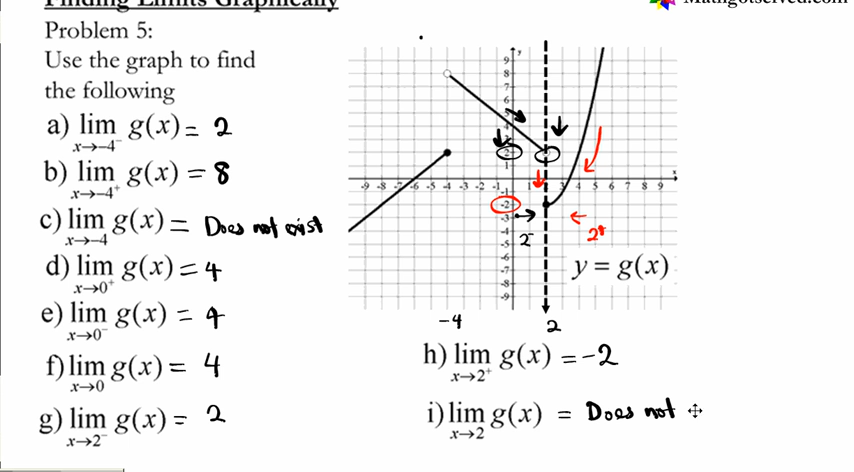 Finding Limits Graphically
Mathgotserved.com
Problem 5:
Use the graph to find
the following
a) lim x→-4⁻ g(x) = 2
b) lim x→-4⁺ g(x) = 8
c) lim x→-4 g(x) = Does not exist
d) lim x→0⁺ g(x) = 4
e) lim x→0⁻ g(x) = 4
f) lim x→0 g(x) = 4
g) lim x→2⁻ g(x) = 2
y = g(x)
2⁻
2⁺
-4
2
h) lim x→2⁺ g(x) = -2
i) lim x→2 g(x) = Does not